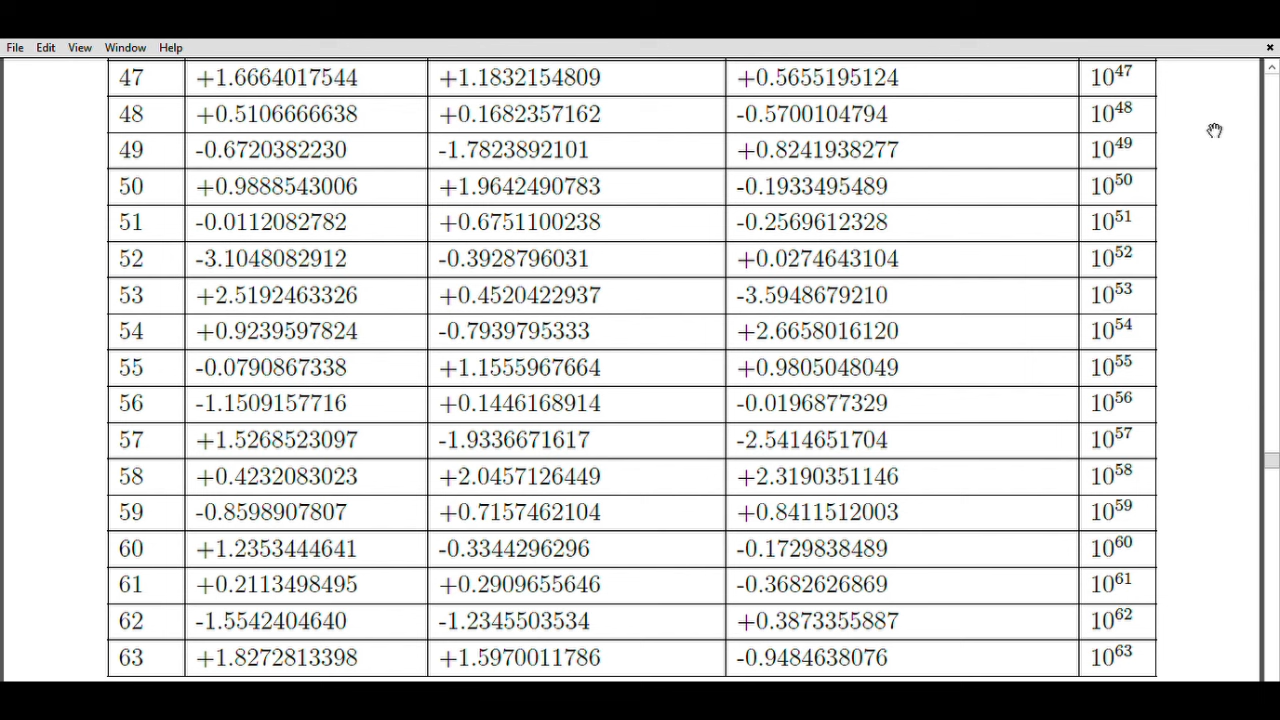 File Edit View Window Help
47 +1.6664017544 +1.1832154809 +0.5655195124 10^47
48 +0.5106666638 +0.1682357162 -0.5700104794 10^48
49 -0.6720382230 -1.7823892101 +0.8241938277 10^49
50 +0.9888543006 +1.9642490783 -0.1933495489 10^50
51 -0.0112082782 +0.6751100238 -0.2569612328 10^51
52 -3.1048082912 -0.3928796031 +0.0274643104 10^52
53 +2.5192463326 +0.4520422937 -3.5948679210 10^53
54 +0.9239597824 -0.7939795333 +2.6658016120 10^54
55 -0.0790867338 +1.1555967664 +0.9805048049 10^55
56 -1.1509157716 +0.1446168914 -0.0196877329 10^56
57 +1.5268523097 -1.9336671617 -2.5414651704 10^57
58 +0.4232083023 +2.0457126449 +2.3190351146 10^58
59 -0.8598907807 +0.7157462104 +0.8411512003 10^59
60 +1.2353444641 -0.3344296296 -0.1729838489 10^60
61 +0.2113498495 +0.2909655646 -0.3682626869 10^61
62 -1.5542404640 -1.2345503534 +0.3873355887 10^62
63 +1.8272813398 +1.5970011786 -0.9484638076 10^63